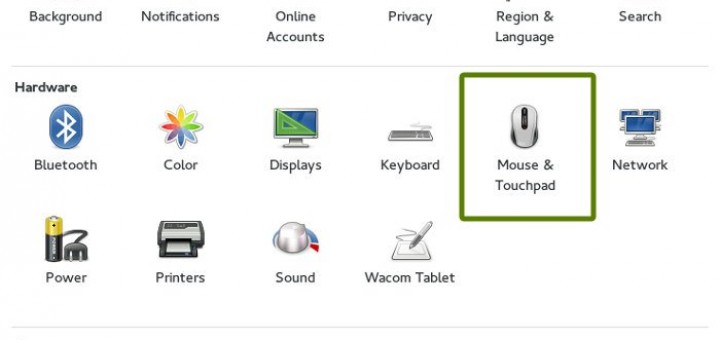 Background Notifications Online Privacy Region & Search
Accounts Language
Hardware
Bluetooth Color Displays Keyboard Mouse & Network
Touchpad
Power Printers Sound Wacom Tablet